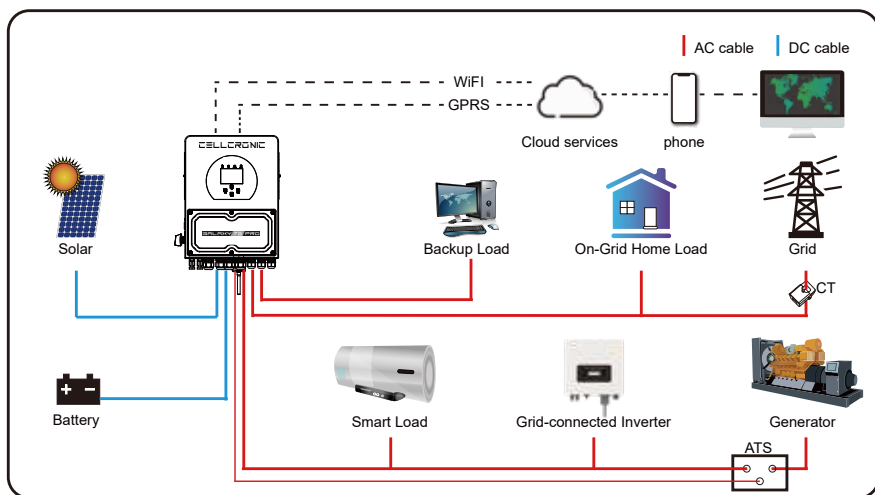 AC cable
DC cable
WiFI
GPRS
Cloud services
phone
CELLCRONIC
Solar
Backup Load
On-Grid Home Load
Grid
CT
Battery
Smart Load
Grid-connected Inverter
Generator
ATS